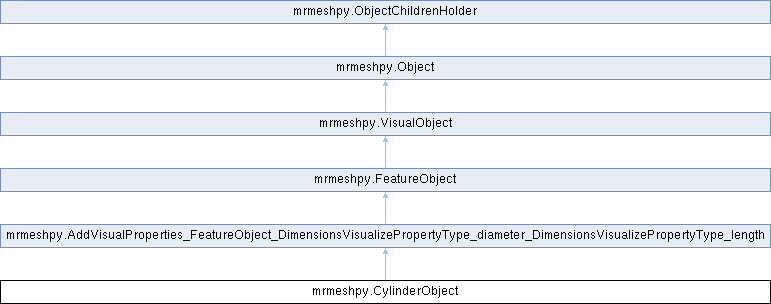 mrmeshpy.ObjectChildrenHolder
mrmeshpy.Object
mrmeshpy.VisualObject
mrmeshpy.FeatureObject
mrmeshpy.AddVisualProperties_FeatureObject_DimensionsVisualizePropertyType_diameter_DimensionsVisualizePropertyType_length
mrmeshpy.CylinderObject